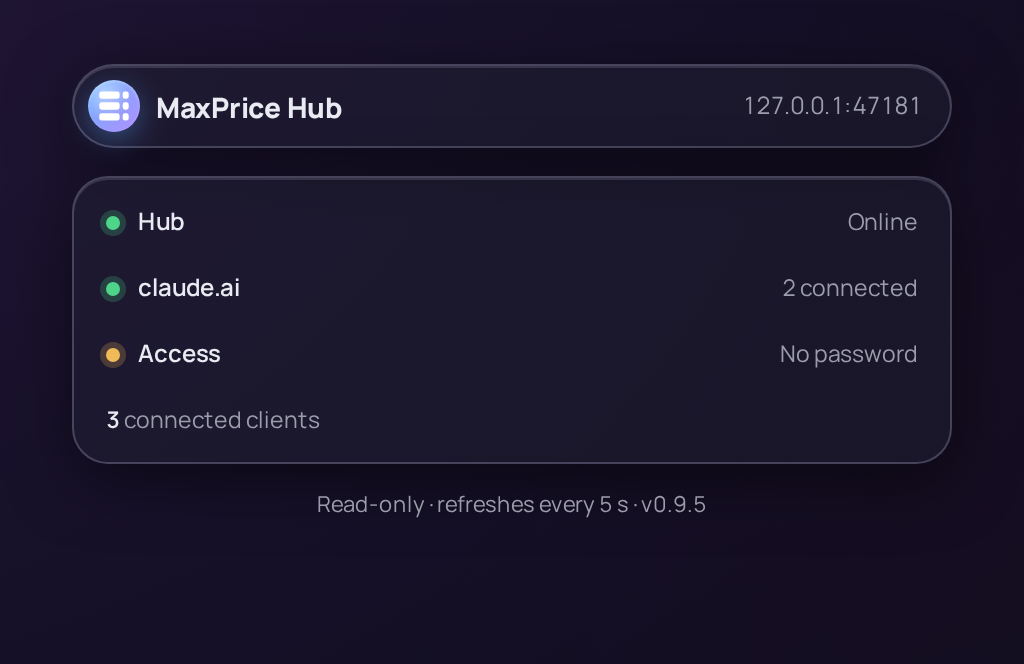 MaxPrice Hub 127.0.0.1:47181
Hub Online
claude.ai 2 connected
Access No password
3 connected clients
Read-only · refreshes every 5 s · v0.9.5